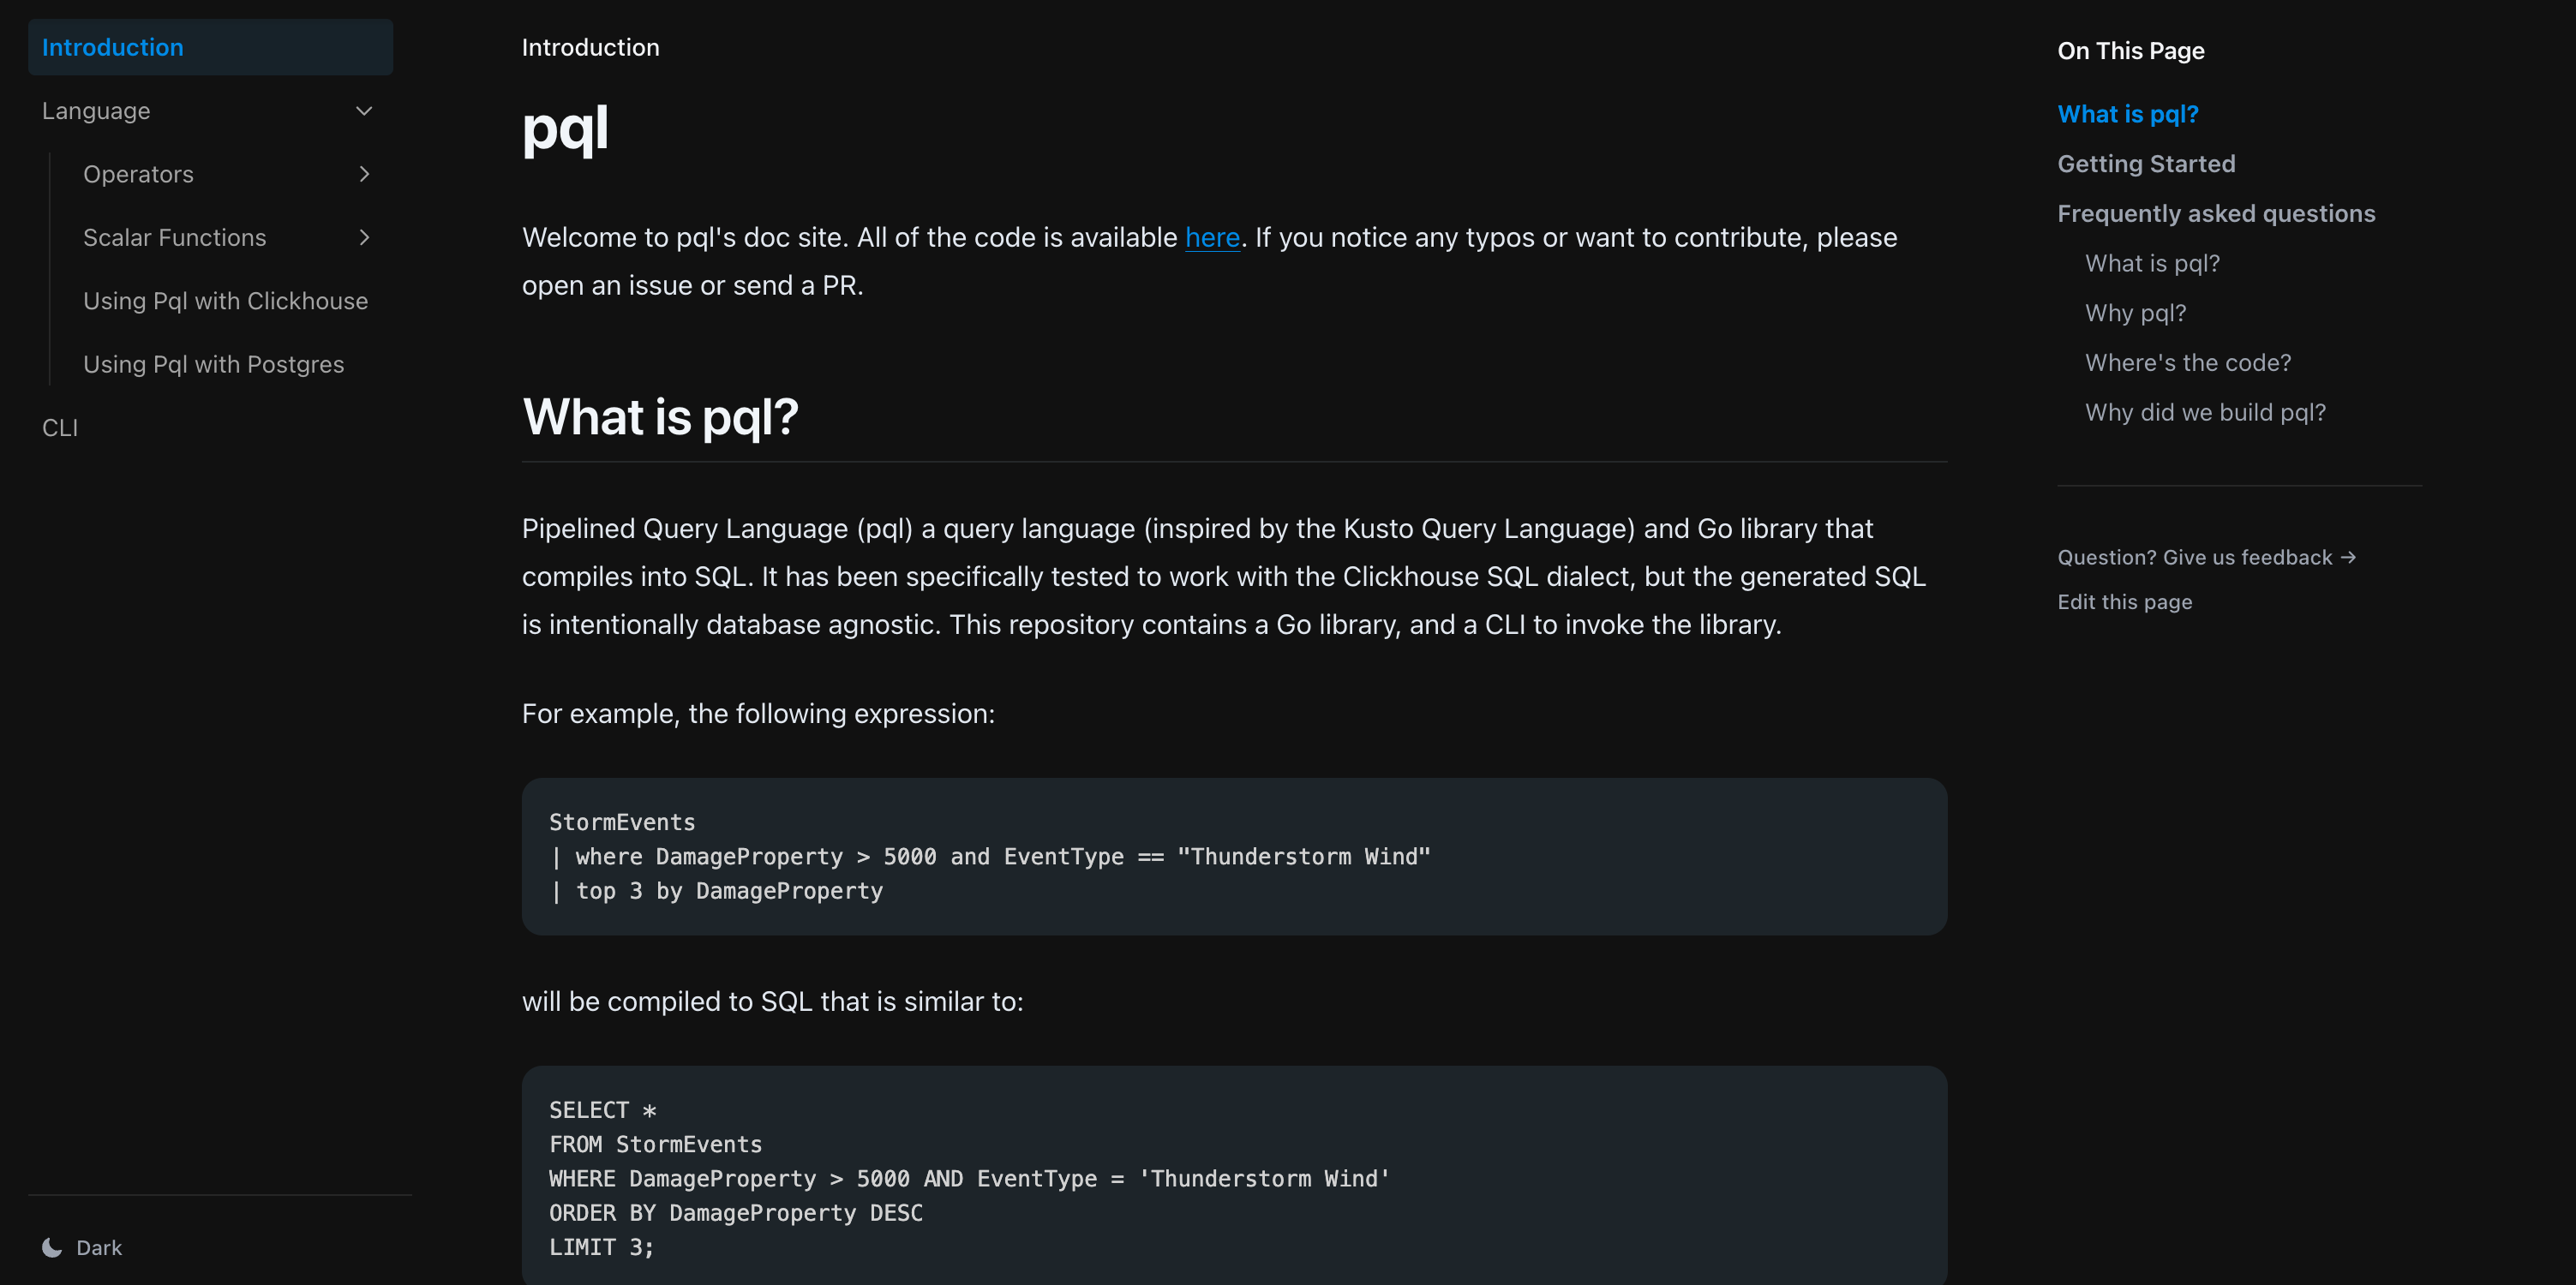 Introduction
Language
Operators
Scalar Functions
Using Pql with Clickhouse
Using Pql with Postgres
CLI
Dark
Introduction
pql
Welcome to pql's doc site. All of the code is available here. If you notice any typos or want to contribute, please
open an issue or send a PR.
What is pql?
Pipelined Query Language (pql) a query language (inspired by the Kusto Query Language) and Go library that
compiles into SQL. It has been specifically tested to work with the Clickhouse SQL dialect, but the generated SQL
is intentionally database agnostic. This repository contains a Go library, and a CLI to invoke the library.
For example, the following expression:
StormEvents
| where DamageProperty > 5000 and EventType == "Thunderstorm Wind"
| top 3 by DamageProperty
will be compiled to SQL that is similar to:
SELECT *
FROM StormEvents
WHERE DamageProperty > 5000 AND EventType = 'Thunderstorm Wind'
ORDER BY DamageProperty DESC
LIMIT 3;
On This Page
What is pql?
Getting Started
Frequently asked questions
What is pql?
Why pql?
Where's the code?
Why did we build pql?
Question? Give us feedback →
Edit this page